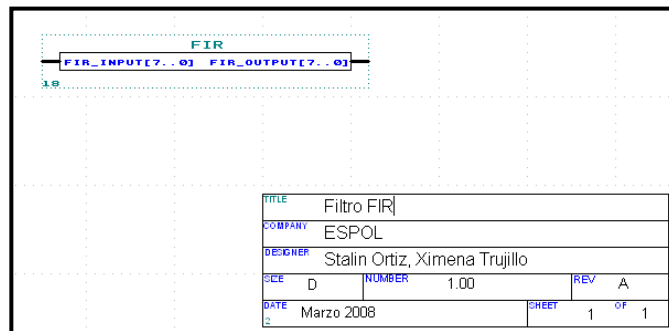 FIR
FIR_INPUT[7..0] FIR_OUTPUT[7..0]
18
TITLE Filtro FIR
COMPANY ESPOL
DESIGNER Stalin Ortiz, Ximena Trujillo
SIZE D NUMBER 1.00 REV A
DATE Marzo 2008 SHEET 1 OF 1
2